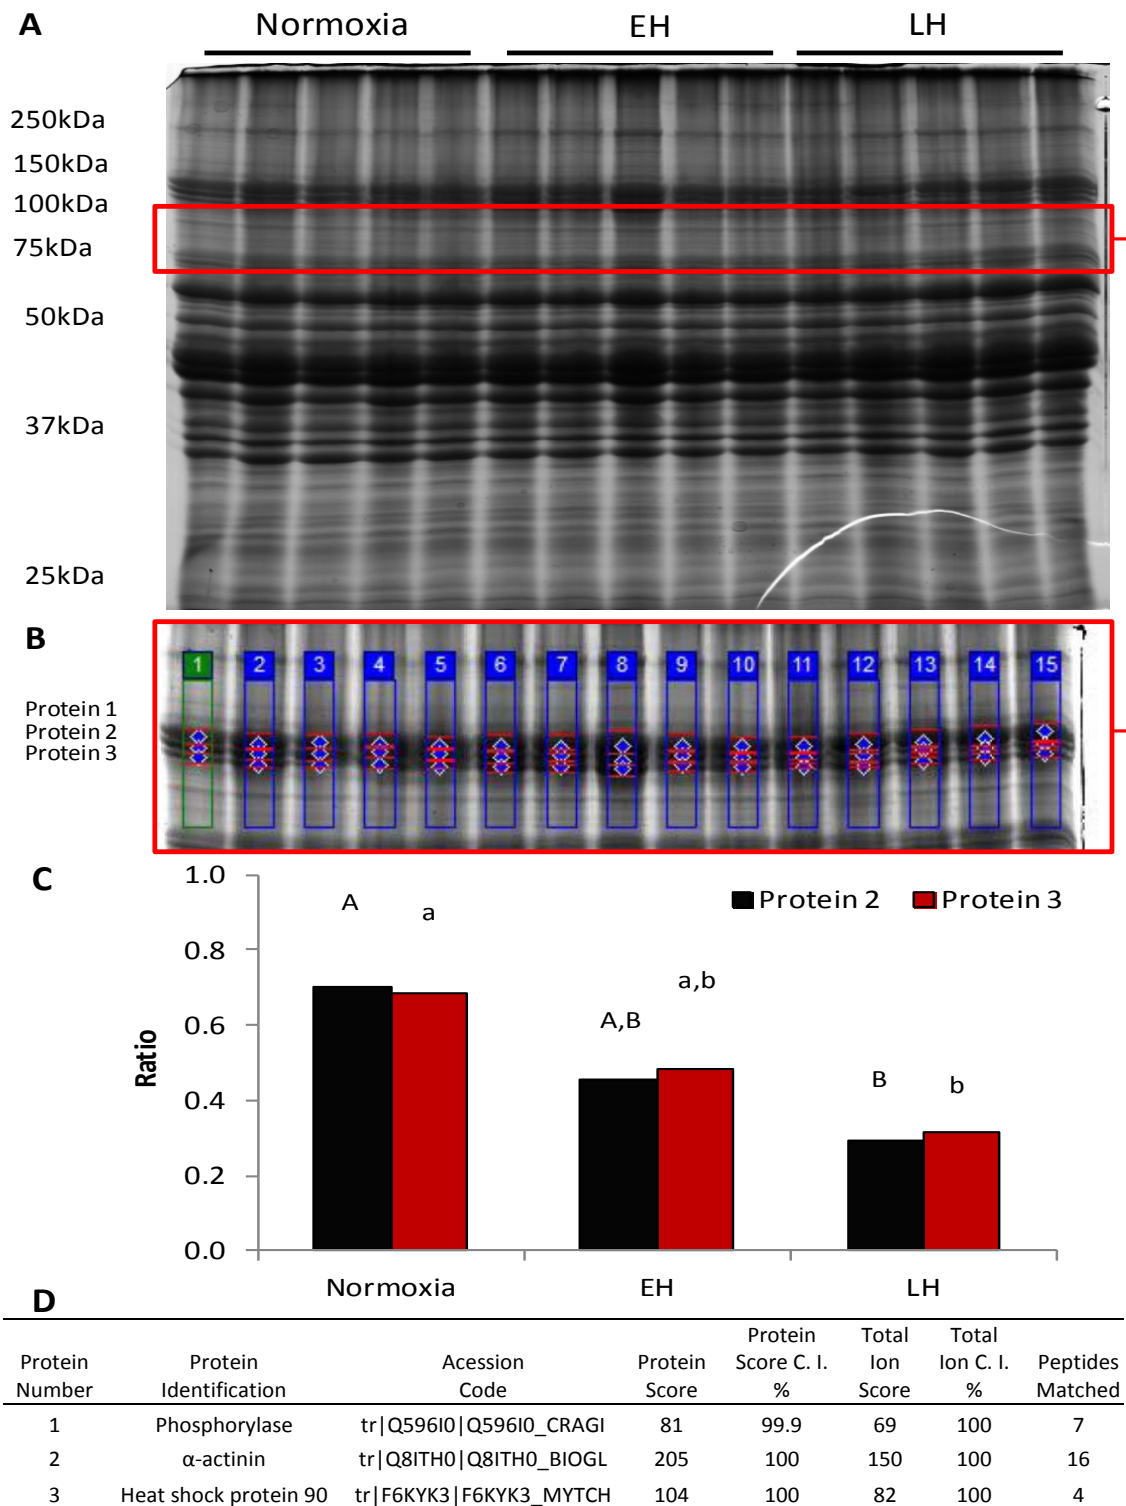 A
Normoxia EH LH
250kDa
150kDa
100kDa
75kDa
50kDa
37kDa
25kDa
B
1 2 3 4 5 6 7 8 9 10 11 12 13 14 15
Protein 1
Protein 2
Protein 3
C
Protein 2 Protein 3
1.0
0.8
0.6
0.4
0.2
0.0
Ratio
A a
A,B a,b
B b
Normoxia EH LH
D
Protein Total Total
Protein Protein Acession Protein Score C. I. Ion Ion C. I. Peptides
Number Identification Code Score % Score % Matched
1 Phosphorylase tr|Q596I0|Q596I0_CRAGI 81 99.9 69 100 7
2 α-actinin tr|Q8ITH0|Q8ITH0_BIOGL 205 100 150 100 16
3 Heat shock protein 90 tr|F6KYK3|F6KYK3_MYTCH 104 100 82 100 4